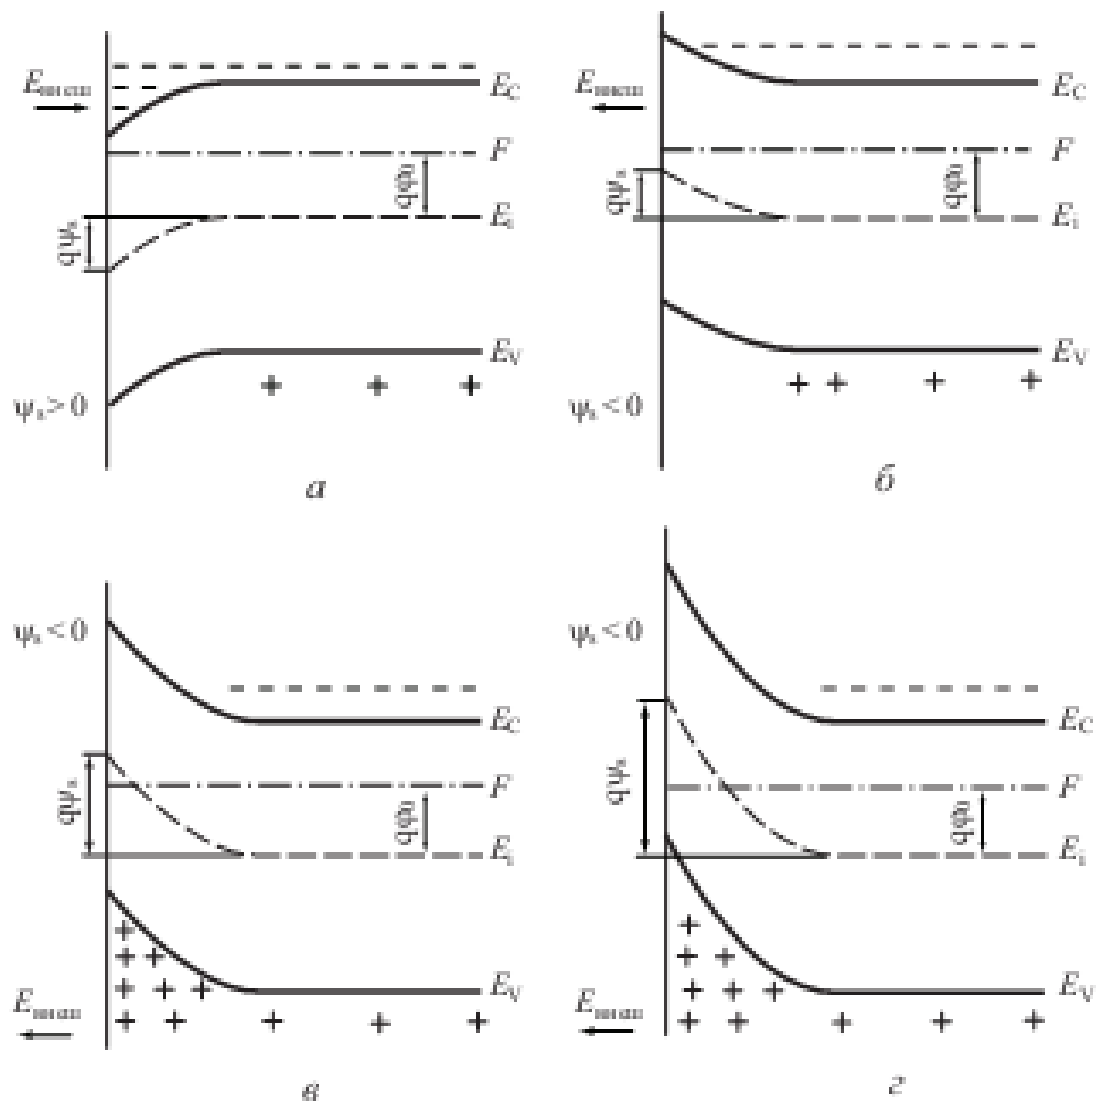 E_C
E_внеш
E_C
E_внеш
F
F
qφ₀
qφ₀
qψₛ
E_i
E_i
qψₛ
E_V
E_V
ψₛ > 0
ψₛ < 0
а
б
ψₛ < 0
ψₛ < 0
E_C
E_C
qψₛ
F
qψₛ
F
qφ₀
qφ₀
E_i
E_i
E_внеш
E_V
E_внеш
E_V
в
г